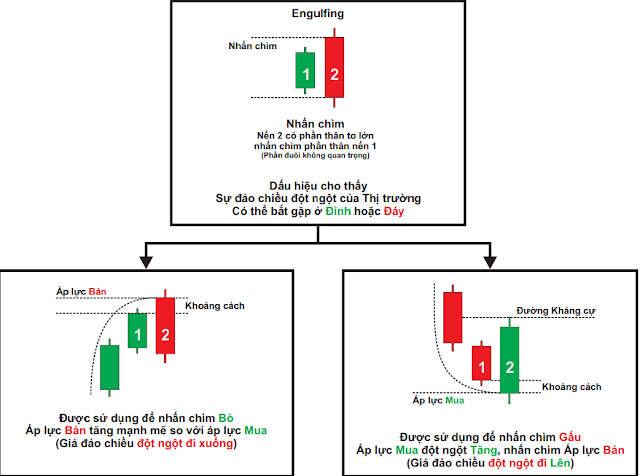 Engulfing
Nhấn chìm
1
2
Nhấn chìm
Nến 2 có phần thân to lớn
nhấn chìm phần thân nến 1
(Phần đuôi không quan trọng)
Dấu hiệu cho thấy
Sự đảo chiều đột ngột của Thị trường
Có thể bắt gặp ở Đỉnh hoặc Đáy
Áp lực Bán
Khoảng cách
1
2
Được sử dụng để nhấn chìm Bò
Áp lực Bán tăng mạnh mẽ so với áp lực Mua
(Giá đảo chiều đột ngột đi xuống)
Đường Kháng cự
1
2
Khoảng cách
Áp lực Mua
Được sử dụng để nhấn chìm Gấu
Áp lực Mua đột ngột Tăng, nhấn chìm Áp lực Bán
(Giá đảo chiều đột ngột đi Lên)